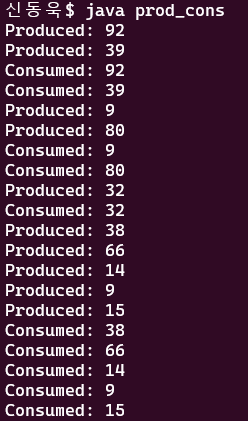 신동욱$ java prod_cons
Produced: 92
Produced: 39
Consumed: 92
Consumed: 39
Produced: 9
Produced: 80
Consumed: 9
Consumed: 80
Produced: 32
Consumed: 32
Produced: 38
Produced: 66
Produced: 14
Produced: 9
Produced: 15
Consumed: 38
Consumed: 66
Consumed: 14
Consumed: 9
Consumed: 15